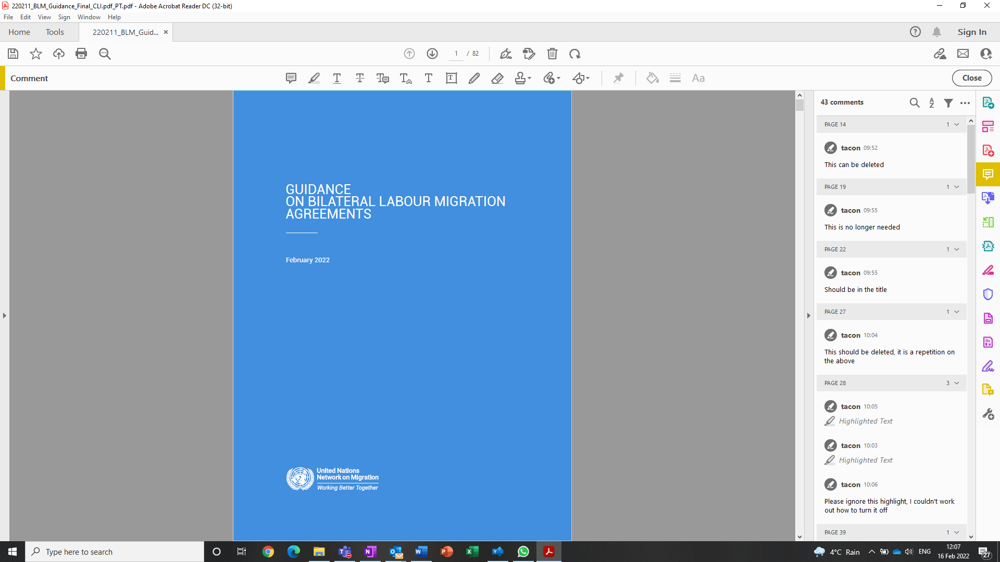 220211_BLM_Guidance_Final_CLI.pdf_PT.pdf - Adobe Acrobat Reader DC (32-bit)
File Edit View Sign Window Help
Home Tools 220211_BLM_Guid... Sign In
1 / 82
Comment
Aa
Close
GUIDANCE
ON BILATERAL LABOUR MIGRATION
AGREEMENTS
February 2022
United Nations
Network on Migration
Working Better Together
43 comments
PAGE 14 1
tacon 09:52
This can be deleted
PAGE 19 1
tacon 09:55
This is no longer needed
PAGE 22 1
tacon 09:55
Should be in the title
PAGE 27 1
tacon 10:04
This should be deleted, it is a repetition on
the above
PAGE 28 3
tacon 10:05
Highlighted Text
tacon 10:03
Highlighted Text
tacon 10:06
Please ignore this highlight, I couldn't work
out how to turn it off
PAGE 39 1
Type here to search
4°C Rain
ENG
12:07
16 Feb 2022
27